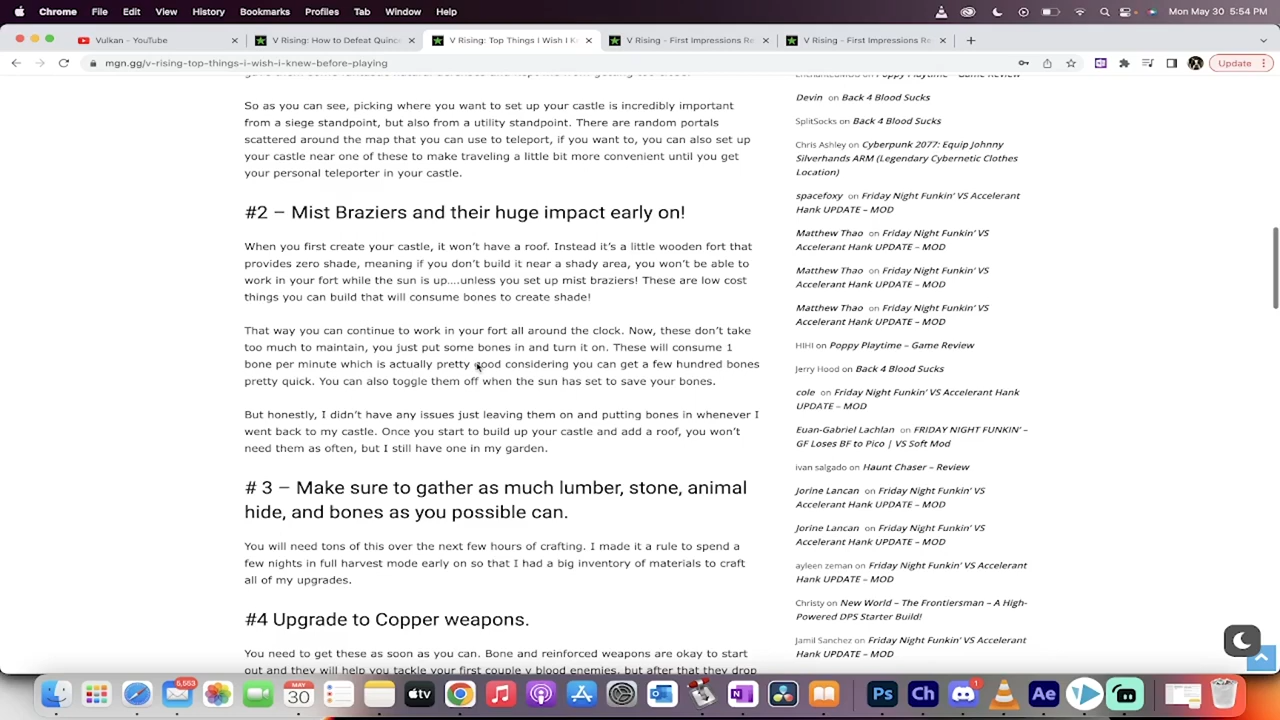 Chrome File Edit View History Bookmarks Profiles Tab Window Help Mon May 30 5:54 PM
Vulkan - YouTube
V Rising: How to Defeat Quince
V Rising: Top Things I Wish I K
V Rising - First Impressions Re
V Rising - First Impressions Re
mgn.gg/v-rising-top-things-i-wish-i-knew-before-playing
Update
So as you can see, picking where you want to set up your castle is incredibly important
from a siege standpoint, but also from a utility standpoint. There are random portals
scattered around the map that you can use to teleport, if you want to, you can also set up
your castle near one of these to make traveling a little bit more convenient until you get
your personal teleporter in your castle.
#2 – Mist Braziers and their huge impact early on!
When you first create your castle, it won't have a roof. Instead it's a little wooden fort that
provides zero shade, meaning if you don't build it near a shady area, you won't be able to
work in your fort while the sun is up....unless you set up mist braziers! These are low cost
things you can build that will consume bones to create shade!
That way you can continue to work in your fort all around the clock. Now, these don't take
too much to maintain, you just put some bones in and turn it on. These will consume 1
bone per minute which is actually pretty good considering you can get a few hundred bones
pretty quick. You can also toggle them off when the sun has set to save your bones.
But honestly, I didn't have any issues just leaving them on and putting bones in whenever I
went back to my castle. Once you start to build up your castle and add a roof, you won't
need them as often, but I still have one in my garden.
# 3 – Make sure to gather as much lumber, stone, animal
hide, and bones as you possible can.
You will need tons of this over the next few hours of crafting. I made it a rule to spend a
few nights in full harvest mode early on so that I had a big inventory of materials to craft
all of my upgrades.
#4 Upgrade to Copper weapons.
You need to get these as soon as you can. Bone and reinforced weapons are okay to start
out and they will help you tackle your first couple v blood enemies, but after that they drop
Devin on Back 4 Blood Sucks
SplitSocks on Back 4 Blood Sucks
Chris Ashley on Cyberpunk 2077: Equip Johnny
Silverhands ARM (Legendary Cybernetic Clothes
Location)
spacefoxy on Friday Night Funkin' VS Accelerant
Hank UPDATE – MOD
Matthew Thao on Friday Night Funkin' VS
Accelerant Hank UPDATE – MOD
Matthew Thao on Friday Night Funkin' VS
Accelerant Hank UPDATE – MOD
Matthew Thao on Friday Night Funkin' VS
Accelerant Hank UPDATE – MOD
HIHI on Poppy Playtime – Game Review
Jerry Hood on Back 4 Blood Sucks
cole on Friday Night Funkin' VS Accelerant Hank
UPDATE – MOD
Euan-Gabriel Lachlan on FRIDAY NIGHT FUNKIN' –
GF Loses BF to Pico | VS Soft Mod
ivan salgado on Haunt Chaser – Review
Jorine Lancan on Friday Night Funkin' VS
Accelerant Hank UPDATE – MOD
Jorine Lancan on Friday Night Funkin' VS
Accelerant Hank UPDATE – MOD
ayleen zeman on Friday Night Funkin' VS Accelerant
Hank UPDATE – MOD
Christy on New World – The Frontiersman – A High-
Powered DPS Starter Build!
Jamil Sanchez on Friday Night Funkin' VS Accelerant
Hank UPDATE – MOD
5,553
MAY
30
tv
N
Ps
Ch
1
Ae